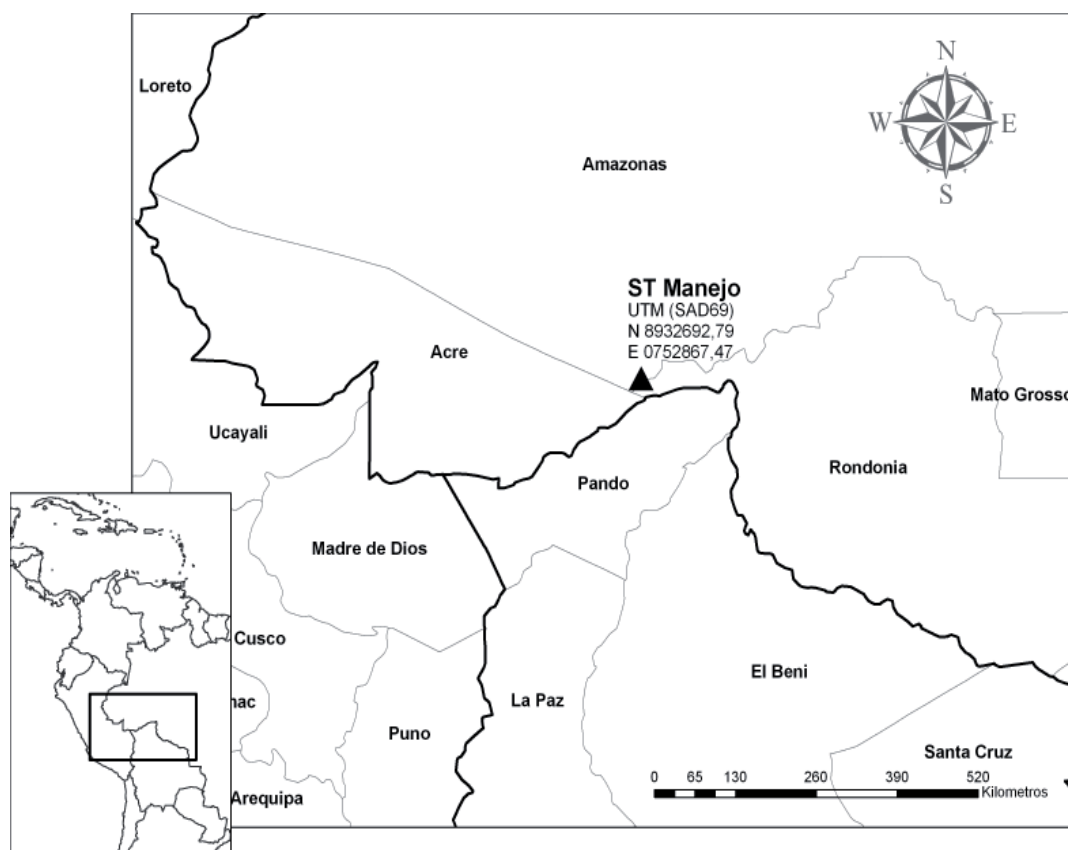 N
Loreto
W
E
Amazonas
S
ST Manejo
UTM (SAD69)
N 8932692,79
E 0752867,47
Acre
Mato Grosso
Ucayali
Rondonia
Pando
Madre de Dios
Cusco
El Beni
La Paz
nac
Puno
Santa Cruz
0 65 130 260 390 520
Kilometros
Arequipa